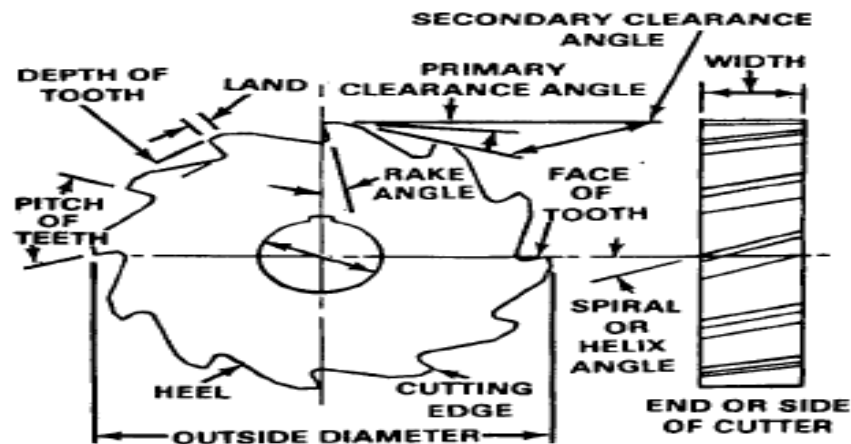 SECONDARY CLEARANCE
ANGLE
DEPTH OF
TOOTH
LAND
PRIMARY
CLEARANCE ANGLE
WIDTH
PITCH
OF
TEETH
RAKE
ANGLE
FACE
OF
TOOTH
SPIRAL
OR
HELIX
ANGLE
HEEL
CUTTING
EDGE
END OR SIDE
OF CUTTER
OUTSIDE DIAMETER